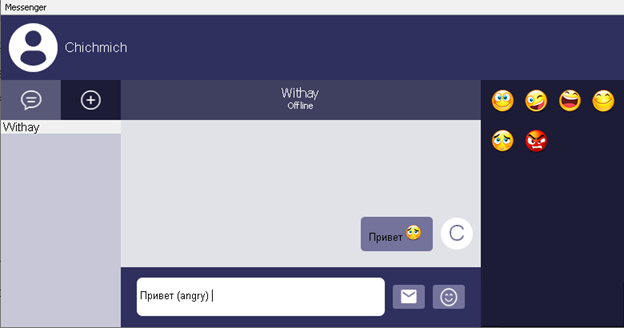 Messenger
Chichmich
Withay
Offline
Withay
Привет
C
Привет (angry)